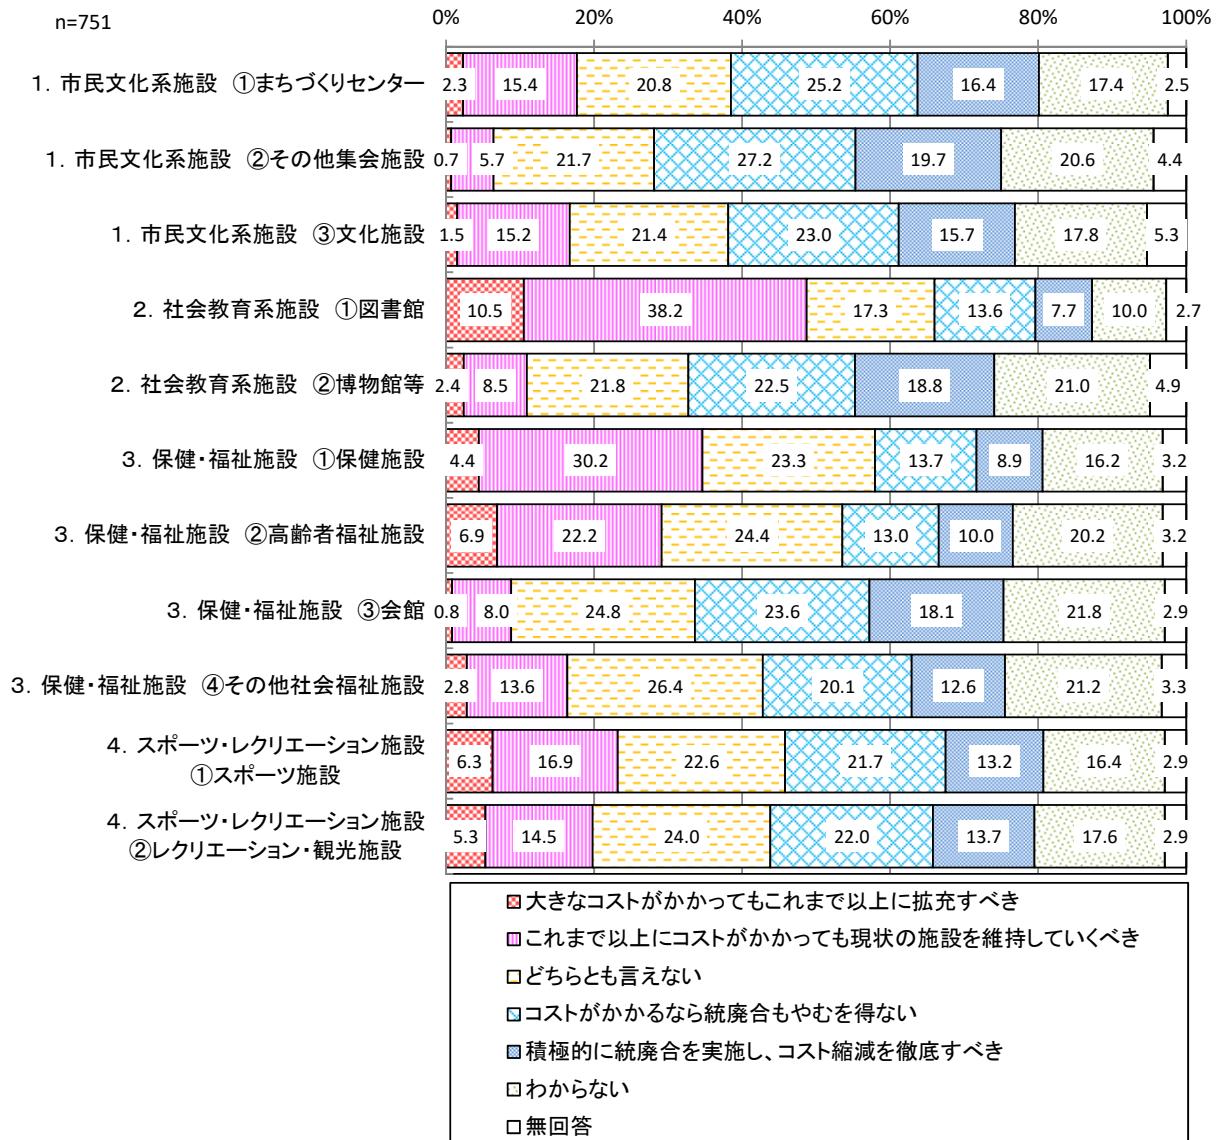 n=751
0% 20% 40% 60% 80% 100%
1. 市民文化系施設 ①まちづくりセンター 2.3 15.4 20.8 25.2 16.4 17.4 2.5
1. 市民文化系施設 ②その他集会施設 0.7 5.7 21.7 27.2 19.7 20.6 4.4
1. 市民文化系施設 ③文化施設 1.5 15.2 21.4 23.0 15.7 17.8 5.3
2. 社会教育系施設 ①図書館 10.5 38.2 17.3 13.6 7.7 10.0 2.7
2. 社会教育系施設 ②博物館等 2.4 8.5 21.8 22.5 18.8 21.0 4.9
3. 保健・福祉施設 ①保健施設 4.4 30.2 23.3 13.7 8.9 16.2 3.2
3. 保健・福祉施設 ②高齢者福祉施設 6.9 22.2 24.4 13.0 10.0 20.2 3.2
3. 保健・福祉施設 ③会館 0.8 8.0 24.8 23.6 18.1 21.8 2.9
3. 保健・福祉施設 ④その他社会福祉施設 2.8 13.6 26.4 20.1 12.6 21.2 3.3
4. スポーツ・レクリエーション施設
①スポーツ施設 6.3 16.9 22.6 21.7 13.2 16.4 2.9
4. スポーツ・レクリエーション施設
②レクリエーション・観光施設 5.3 14.5 24.0 22.0 13.7 17.6 2.9
大きなコストがかかってもこれまで以上に拡充すべき
これまで以上にコストがかかっても現状の施設を維持していくべき
どちらとも言えない
コストがかかるなら統廃合もやむを得ない
積極的に統廃合を実施し、コスト縮減を徹底すべき
わからない
無回答